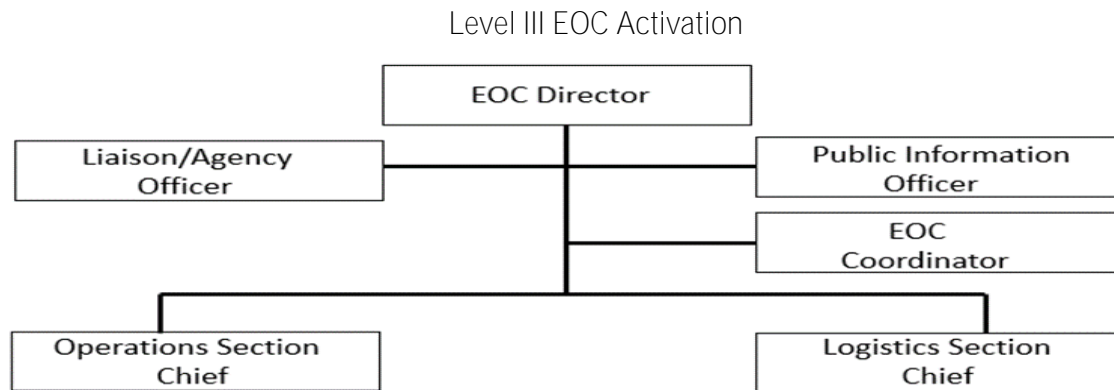 Level III EOC Activation
EOC Director
Liaison/Agency
Officer
Public Information
Officer
EOC
Coordinator
Operations Section
Chief
Logistics Section
Chief